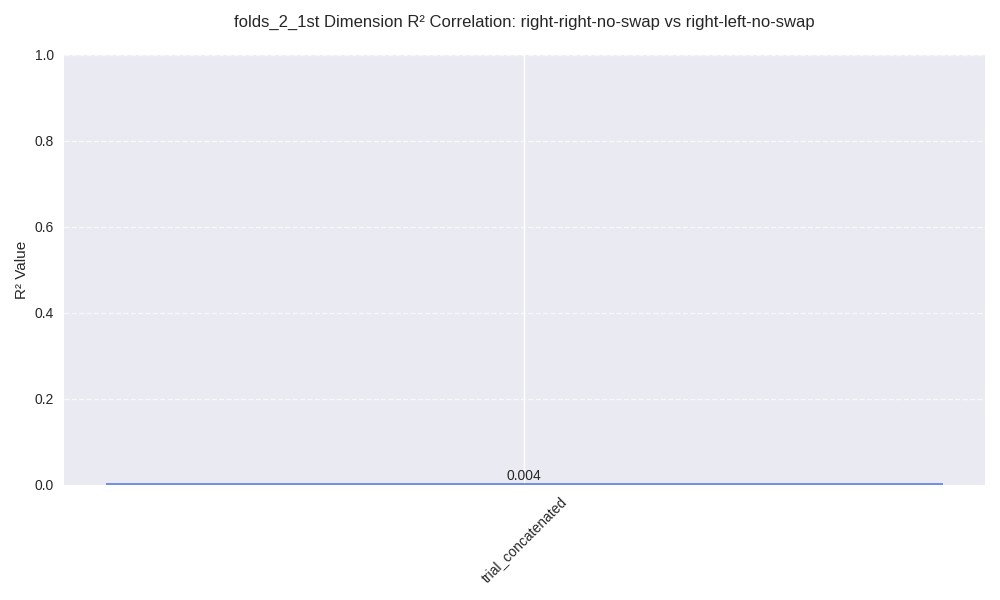 folds_2_1st Dimension R² Correlation: right-right-no-swap vs right-left-no-swap
R² Value
1.0
0.8
0.6
0.4
0.2
0.0
0.004
trial_concatenated